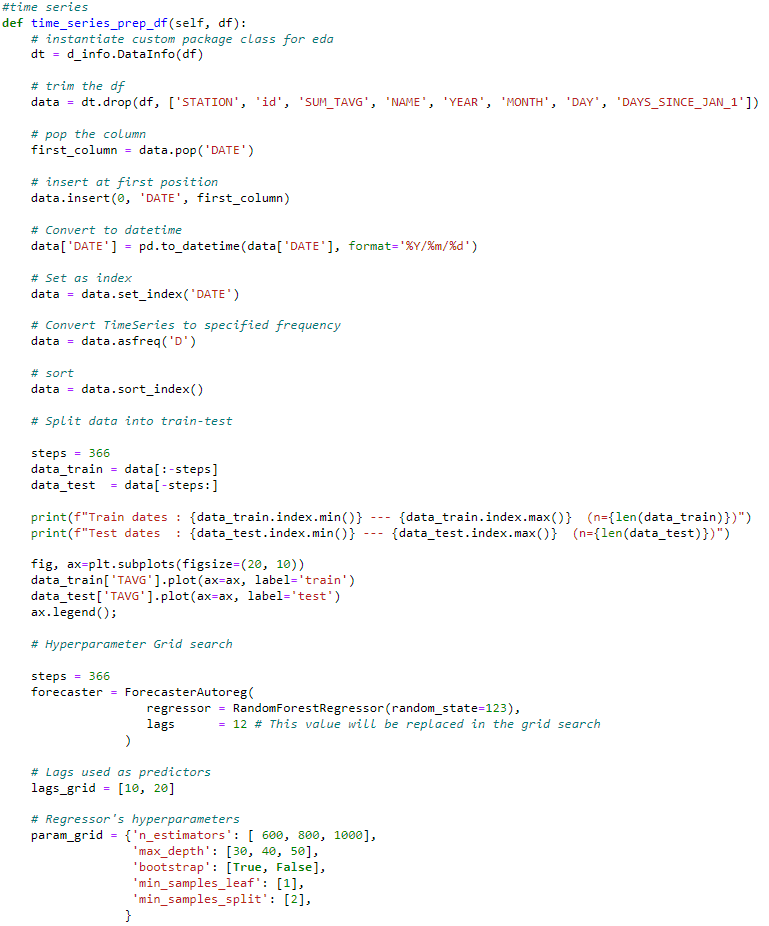 #time series
def time_series_prep_df(self, df):
    # instantiate custom package class for eda
    dt = d_info.DataInfo(df)
    # trim the df
    data = dt.drop(df, ['STATION', 'id', 'SUM_TAVG', 'NAME', 'YEAR', 'MONTH', 'DAY', 'DAYS_SINCE_JAN_1'])
    # pop the column
    first_column = data.pop('DATE')
    # insert at first position
    data.insert(0, 'DATE', first_column)
    # Convert to datetime
    data['DATE'] = pd.to_datetime(data['DATE'], format='%Y/%m/%d')
    # Set as index
    data = data.set_index('DATE')
    # Convert TimeSeries to specified frequency
    data = data.asfreq('D')
    # sort
    data = data.sort_index()
    # Split data into train-test
    steps = 366
    data_train = data[:-steps]
    data_test  = data[-steps:]
    print(f"Train dates : {data_train.index.min()} --- {data_train.index.max()}  (n={len(data_train)})")
    print(f"Test dates  : {data_test.index.min()} --- {data_test.index.max()}  (n={len(data_test)})")
    fig, ax=plt.subplots(figsize=(20, 10))
    data_train['TAVG'].plot(ax=ax, label='train')
    data_test['TAVG'].plot(ax=ax, label='test')
    ax.legend();
    # Hyperparameter Grid search
    steps = 366
    forecaster = ForecasterAutoreg(
                    regressor = RandomForestRegressor(random_state=123),
                    lags      = 12 # This value will be replaced in the grid search
                 )
    # Lags used as predictors
    lags_grid = [10, 20]
    # Regressor's hyperparameters
    param_grid = {'n_estimators': [ 600, 800, 1000],
                  'max_depth': [30, 40, 50],
                  'bootstrap': [True, False],
                  'min_samples_leaf': [1],
                  'min_samples_split': [2],
                 }